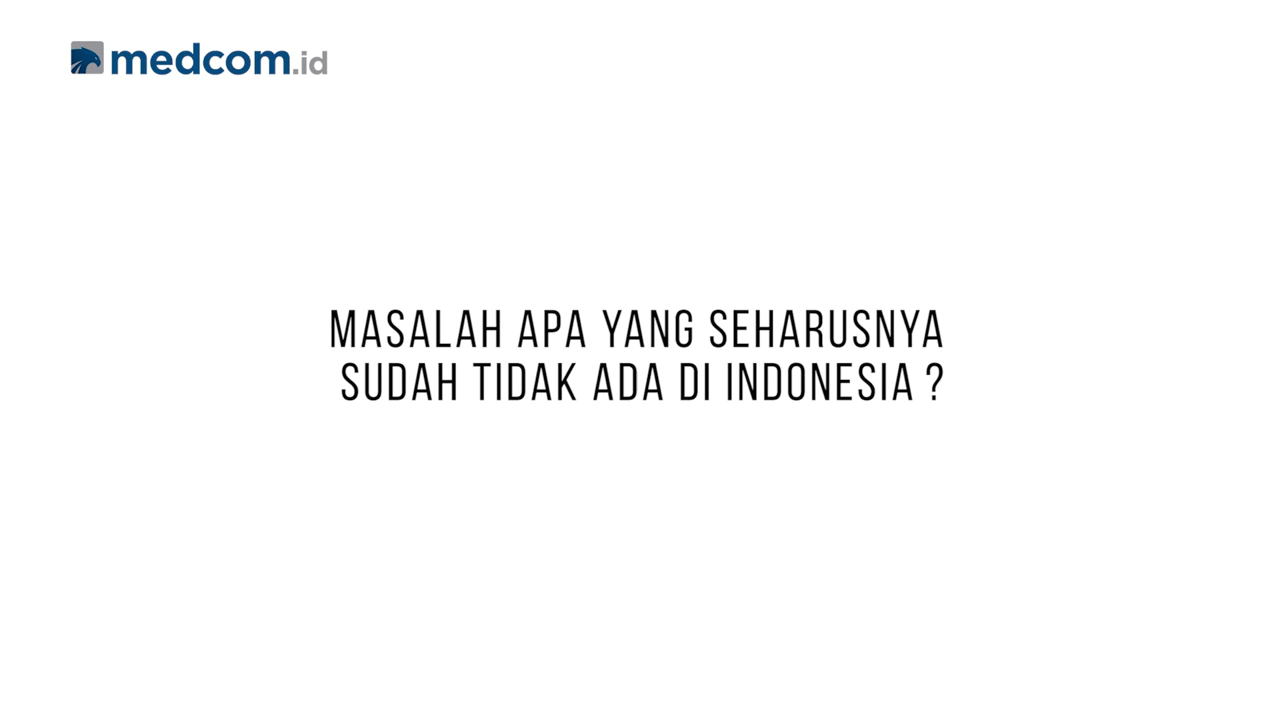 medcom.id
MASALAH APA YANG SEHARUSNYA
SUDAH TIDAK ADA DI INDONESIA ?